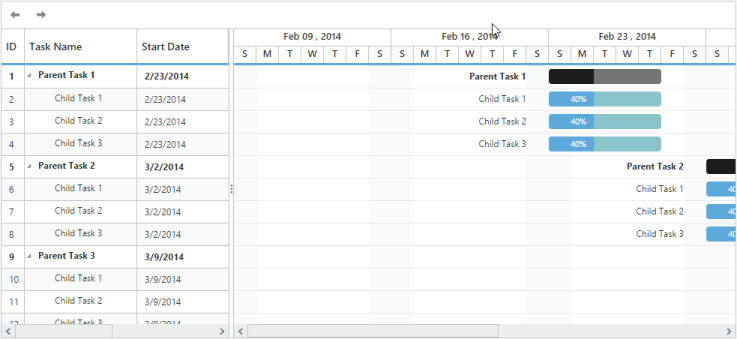 Feb 09 , 2014 Feb 16 , 2014 Feb 23 , 2014
ID Task Name Start Date
S M T W T F S S M T W T F S S M T W T F S S
1 Parent Task 1 2/23/2014 Parent Task 1
2 Child Task 1 2/23/2014 Child Task 1 40%
3 Child Task 2 2/23/2014 Child Task 2 40%
4 Child Task 3 2/23/2014 Child Task 3 40%
5 Parent Task 2 3/2/2014 Parent Task 2
6 Child Task 1 3/2/2014 Child Task 1
7 Child Task 2 3/2/2014 Child Task 2
8 Child Task 3 3/2/2014 Child Task 3
9 Parent Task 3 3/9/2014
10 Child Task 1 3/9/2014
11 Child Task 2 3/9/2014
12 Child Task 3 3/9/2014